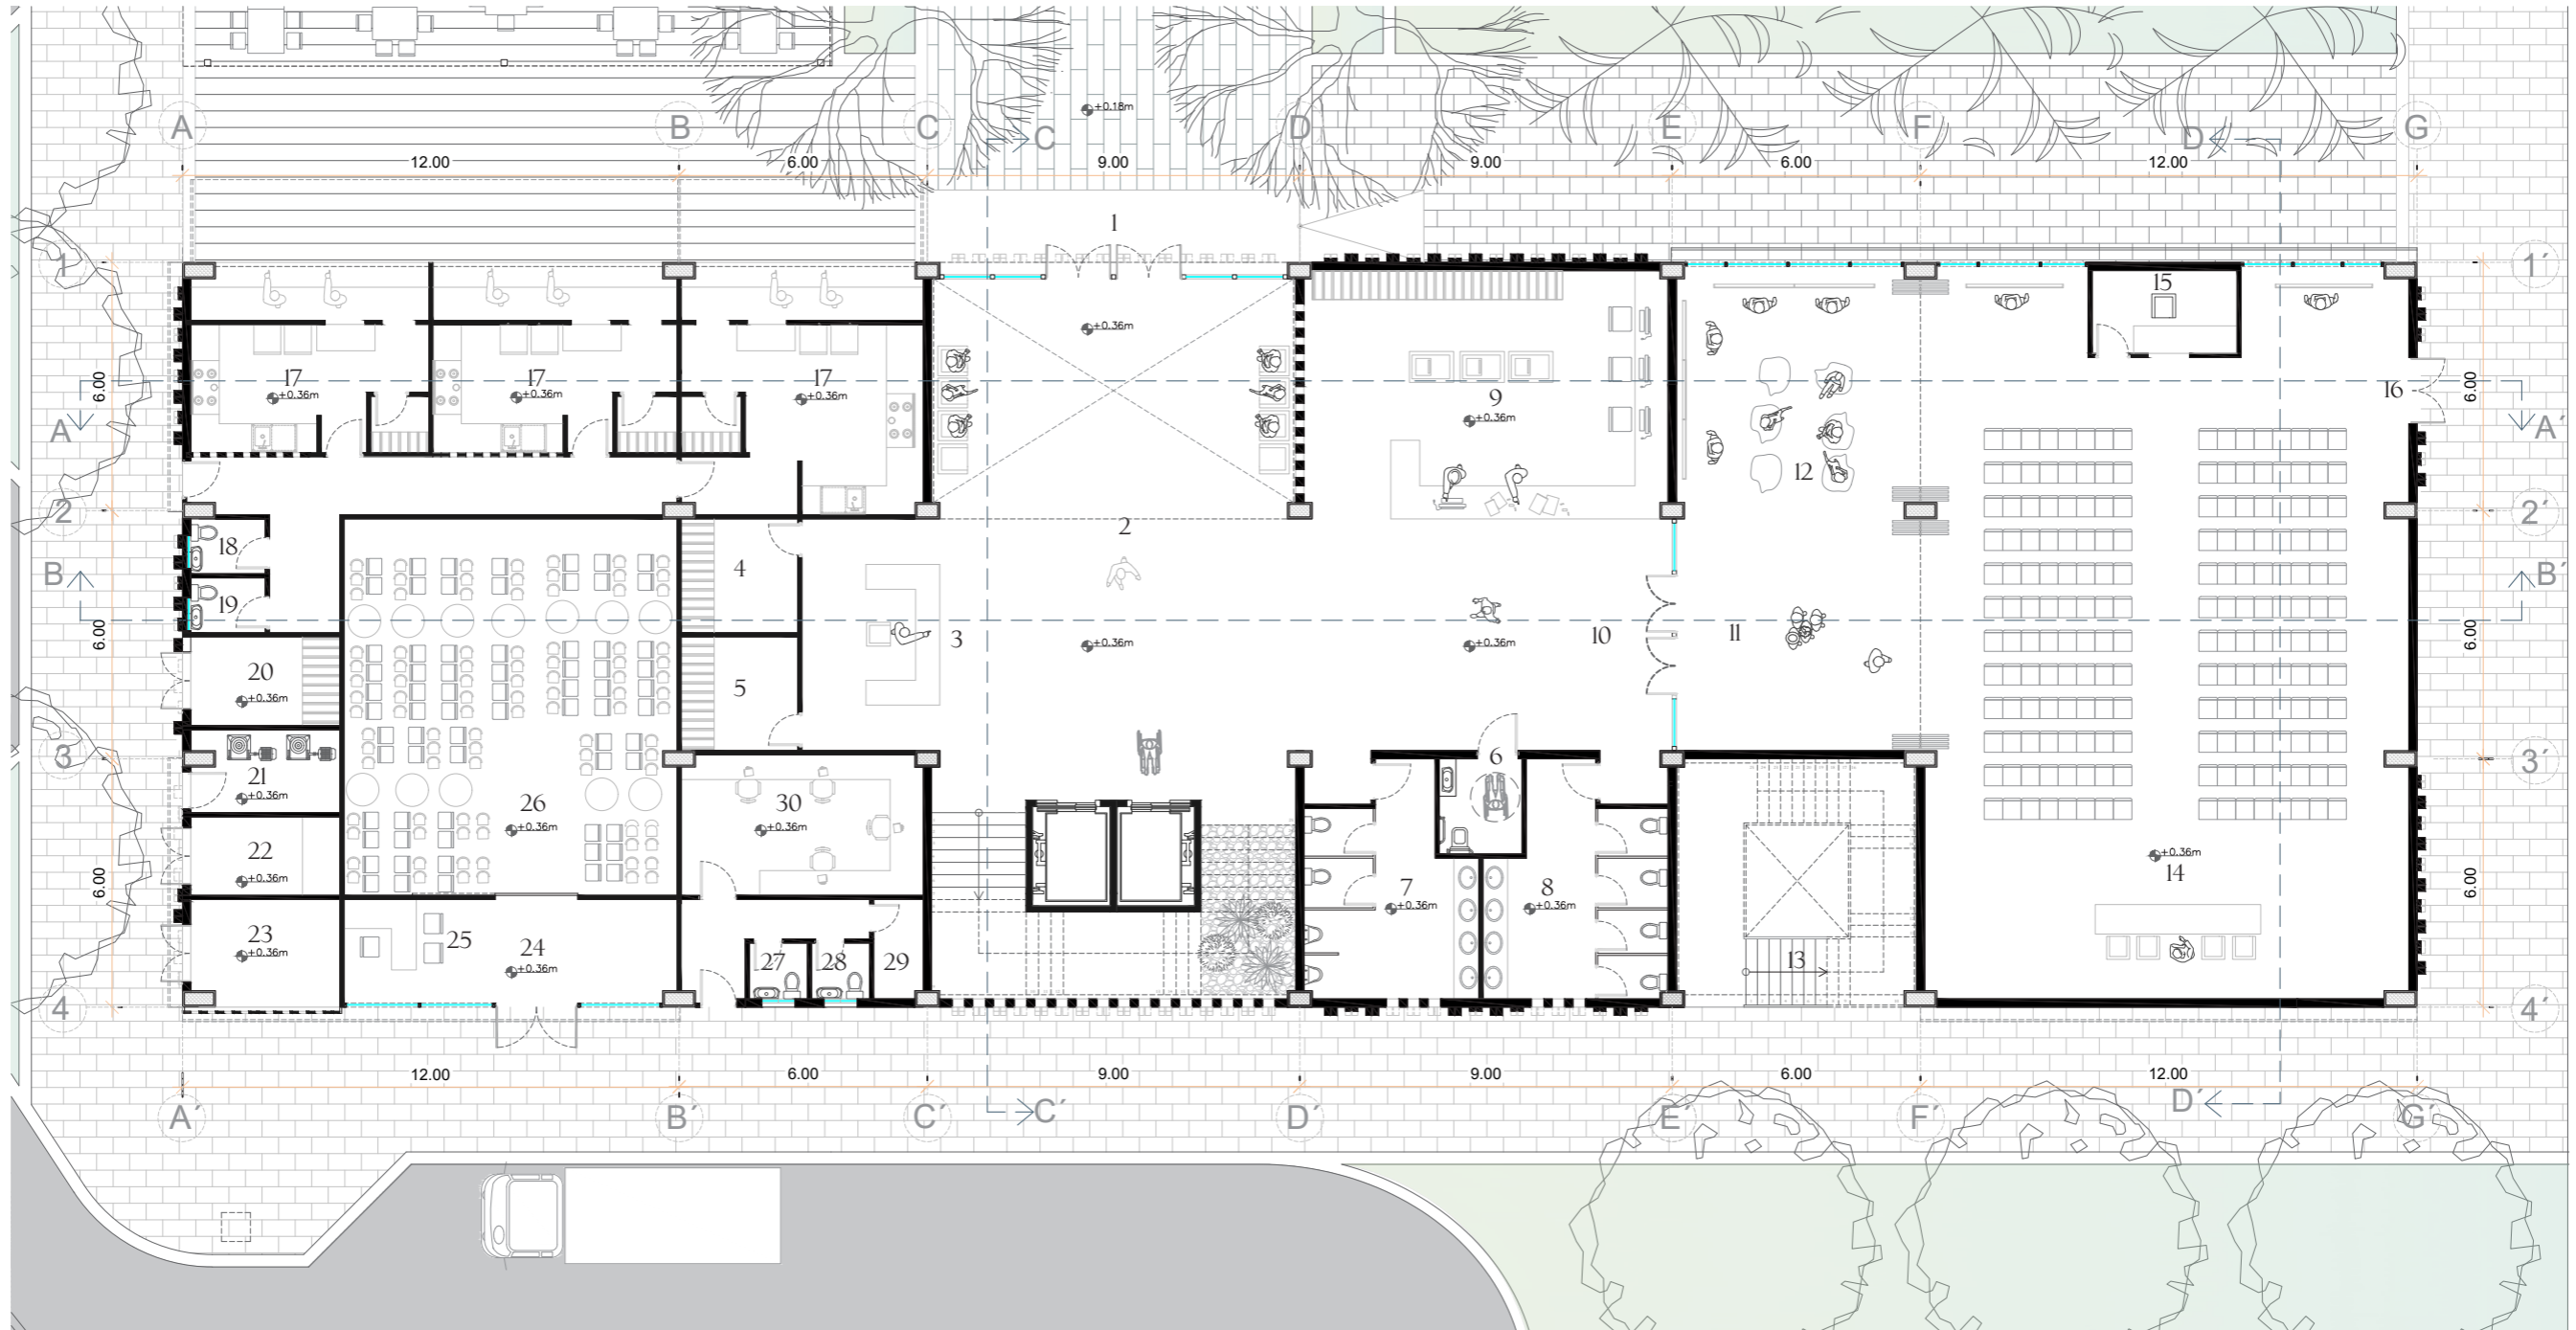 +0.18m
A B C D E F G
C D
12.00 6.00 9.00 9.00 6.00 12.00
1
1 1´
15
+0.36m
17 17 17 9 16
+0.36m +0.36m +0.36m +0.36m
6.00 6.00
A A´
12
2 2 2´
18 4
B B´
19 3 10 11
6.00 +0.36m +0.36m 6.00
20 5
+0.36m
3 6 3´
21
+0.36m
26 30
+0.36m +0.36m
22 +0.36m
+0.36m 14
6.00 7 8 6.00
+0.36m +0.36m
23 25 24 27 28 29 13
+0.36m +0.36m
4 4´
12.00 6.00 9.00 9.00 6.00 12.00
A´ B´ C´ C´ D´ E´ F´ D´ G´